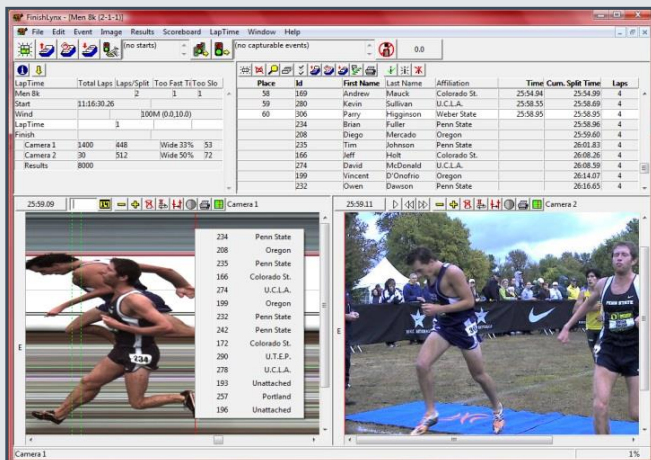 FinishLynx - [Men 8k (2-1-1)]
File Edit Event Image Results Scoreboard LapTime Window Help
(no starts) (no capturable events) 0.0
LapTime Total Laps Laps/Split Too Fast Ti Too Slo
Men 8k 2 1 1
Start 11:16:30.26
Wind 100M (0.0,10.0)
LapTime 1
Finish
Camera 1 1400 448 Wide 33% 53
Camera 2 30 512 Wide 50% 72
Results 8000
Place Id First Name Last Name Affiliation Time Cum. Split Time Laps
58 169 Andrew Mauck Colorado St. 25:54.94 25:54.99 4
59 280 Kevin Sullivan U.C.L.A. 25:58.55 25:58.69 4
60 306 Parry Higginson Weber State 25:58.95 25:58.95 4
234 Brian Fuller Penn State 25:58.96 4
208 Diego Mercado Oregon 25:59.60 4
235 Tim Johnson Penn State 26:01.83 4
166 Jeff Holt Colorado St. 26:08.26 4
274 David McDonald U.C.L.A. 26:08.59 4
199 Vincent D'Onofrio Oregon 26:14.07 4
232 Owen Dawson Penn State 26:16.65 4
25:59.09 Camera 1
25:59.11 Camera 2
234 Penn State
208 Oregon
235 Penn State
166 Colorado St.
274 U.C.L.A.
199 Oregon
232 Penn State
242 Penn State
172 Colorado St.
290 U.T.E.P.
278 U.C.L.A.
193 Unattached
257 Portland
196 Unattached
E
234
E
PENN STATE
Camera 1 1%